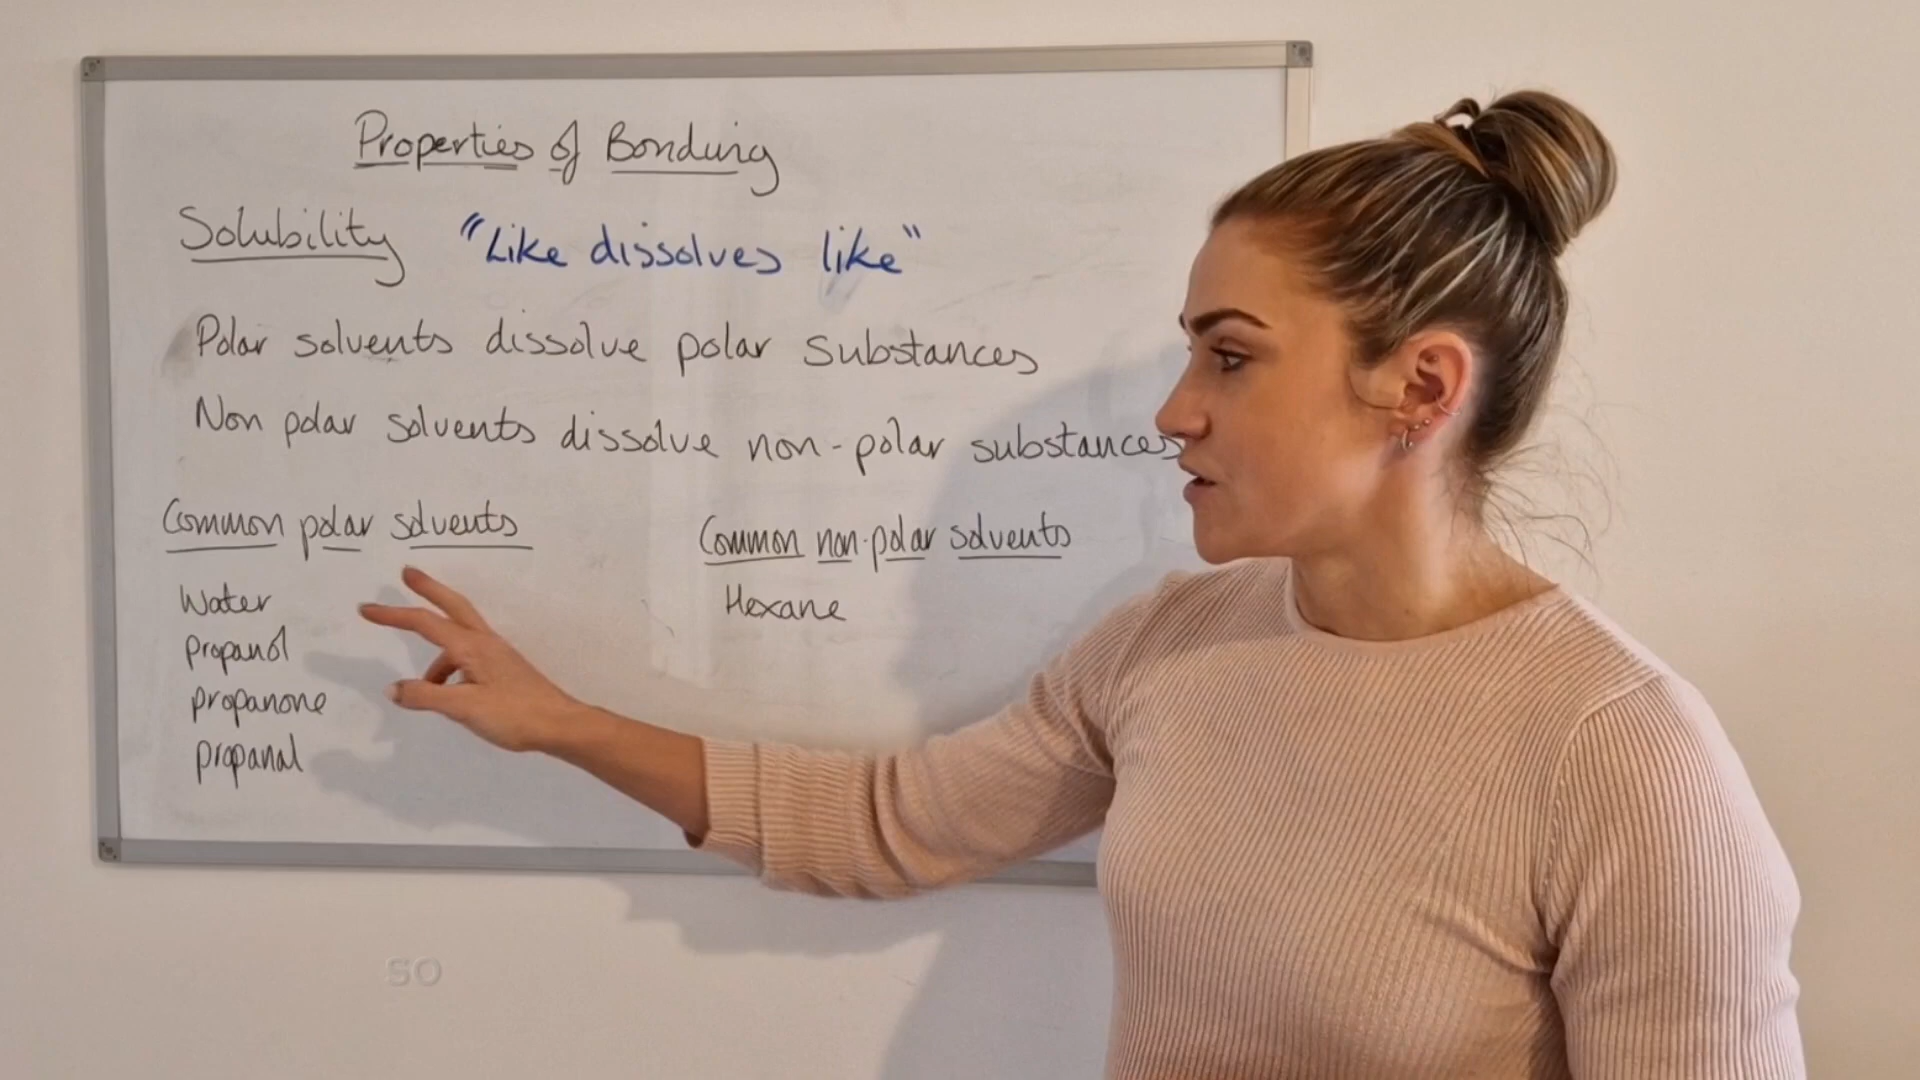 Properties of Bonding
Solubility "Like dissolves like"
Polar solvents dissolve polar substances
Non polar solvents dissolve non-polar substances
Common polar solvents
Water
propanol
propanone
propanal
Common non-polar solvents
Hexane
so